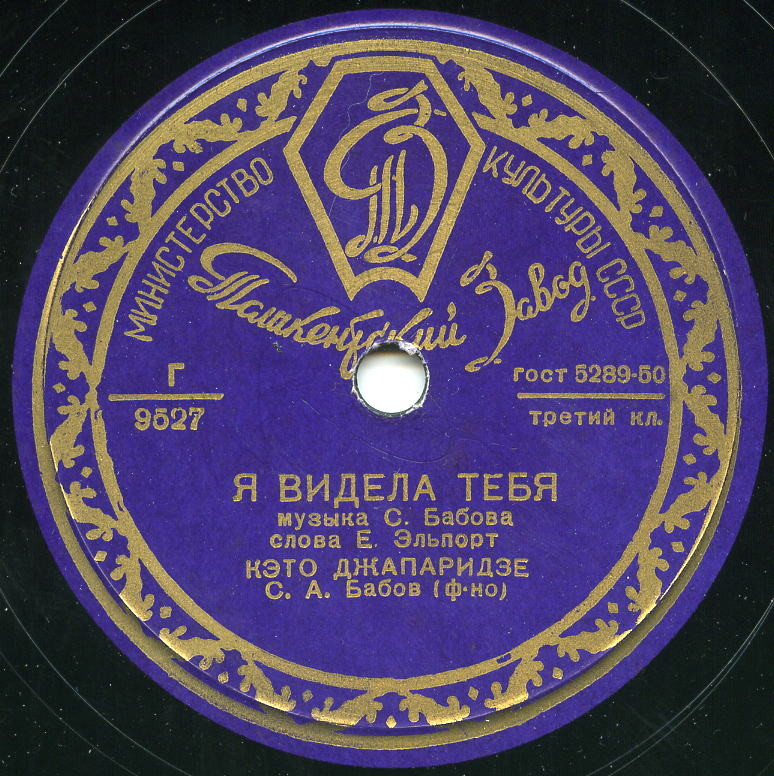 МИНИСТЕРСТВО КУЛЬТУРЫ СССР
Ташкентский Завод
Г
9527
ГОСТ 5289-50
третий кл.
Я ВИДЕЛА ТЕБЯ
музыка С. Бабова
слова Е. Эльпорт
КЭТО ДЖАПАРИДЗЕ
С. А. Бабов (ф-но)